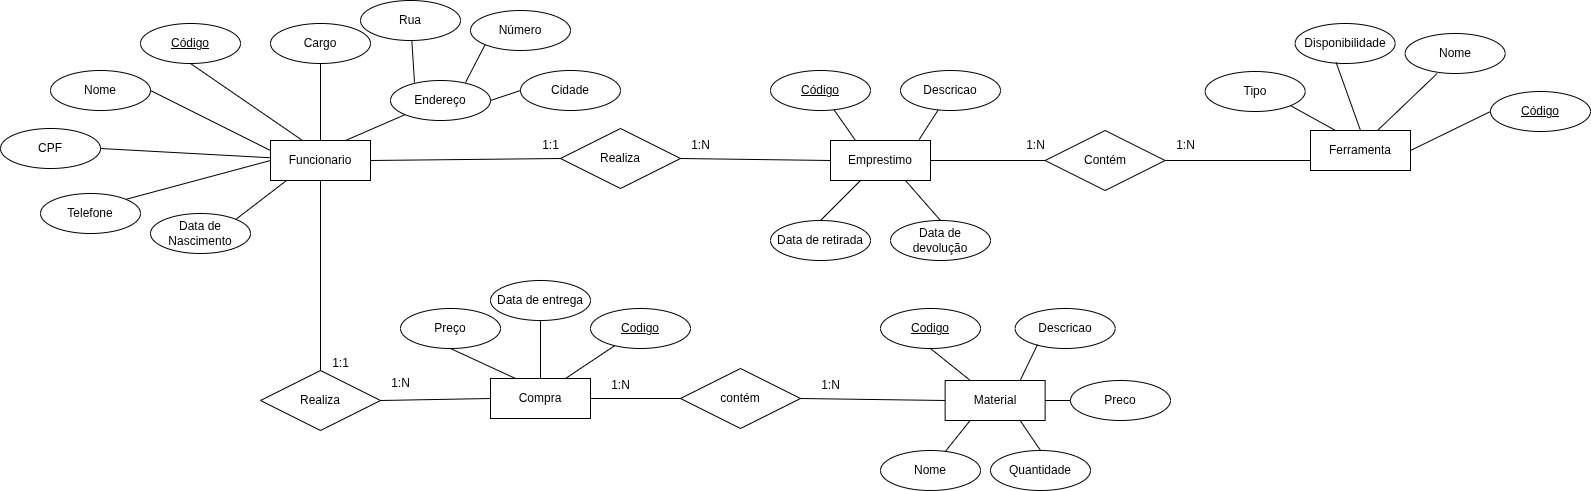 Rua
Número
Código
Cargo
Nome
Endereço
Cidade
CPF
Funcionario
Telefone
Data de
Nascimento
1:1
Realiza
1:N
Código
Descricao
Emprestimo
Data de retirada
Data de
devolução
1:N
Contém
1:N
Disponibilidade
Nome
Tipo
Código
Ferramenta
1:1
Realiza
1:N
Preço
Data de entrega
Codigo
Compra
1:N
contém
1:N
Codigo
Descricao
Material
Preco
Nome
Quantidade